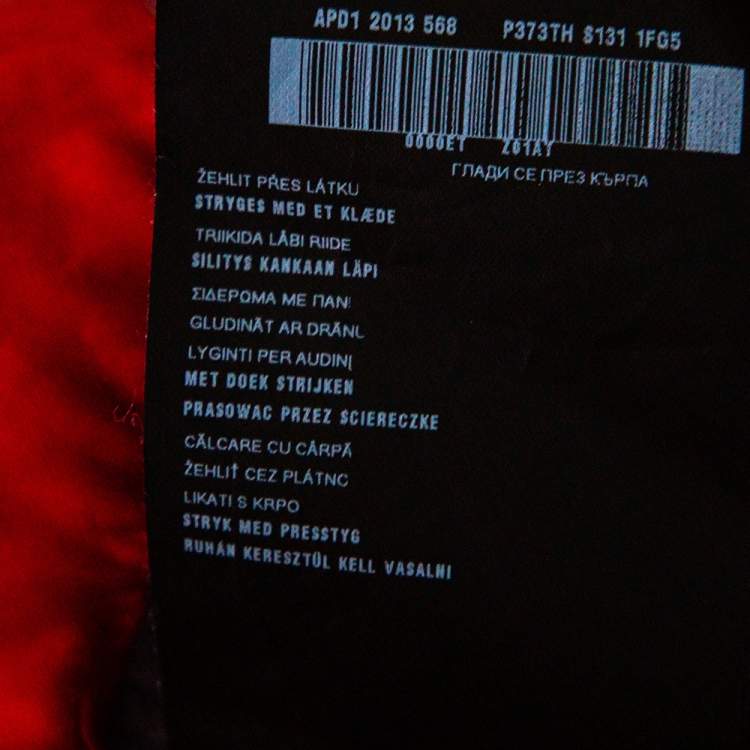 APD1 2013 568 P373TH S131 1FG5
0000ET Z01AY
ГЛАДИ СЕ ПРЕЗ КЪРПА
ŽEHLIT PŘES LÁTKU
STRYGES MED ET KLÆDE
TRIIKIDA LÄBI RIIDE
SILITYS KANKAAN LÄPI
ΣΙΔΕΡΩΜΑ ΜΕ ΠΑΝΙ
GLUDINĀT AR DRĀNU
LYGINTI PER AUDINĮ
MET DOEK STRIJKEN
PRASOWAC PRZEZ SCIERECZKE
CĂLCARE CU CÂRPĂ
ŽEHLIŤ CEZ PLÁTNO
LIKATI S KRPO
STRYK MED PRESSTYG
RUHÁN KERESZTÜL KELL VASALNI